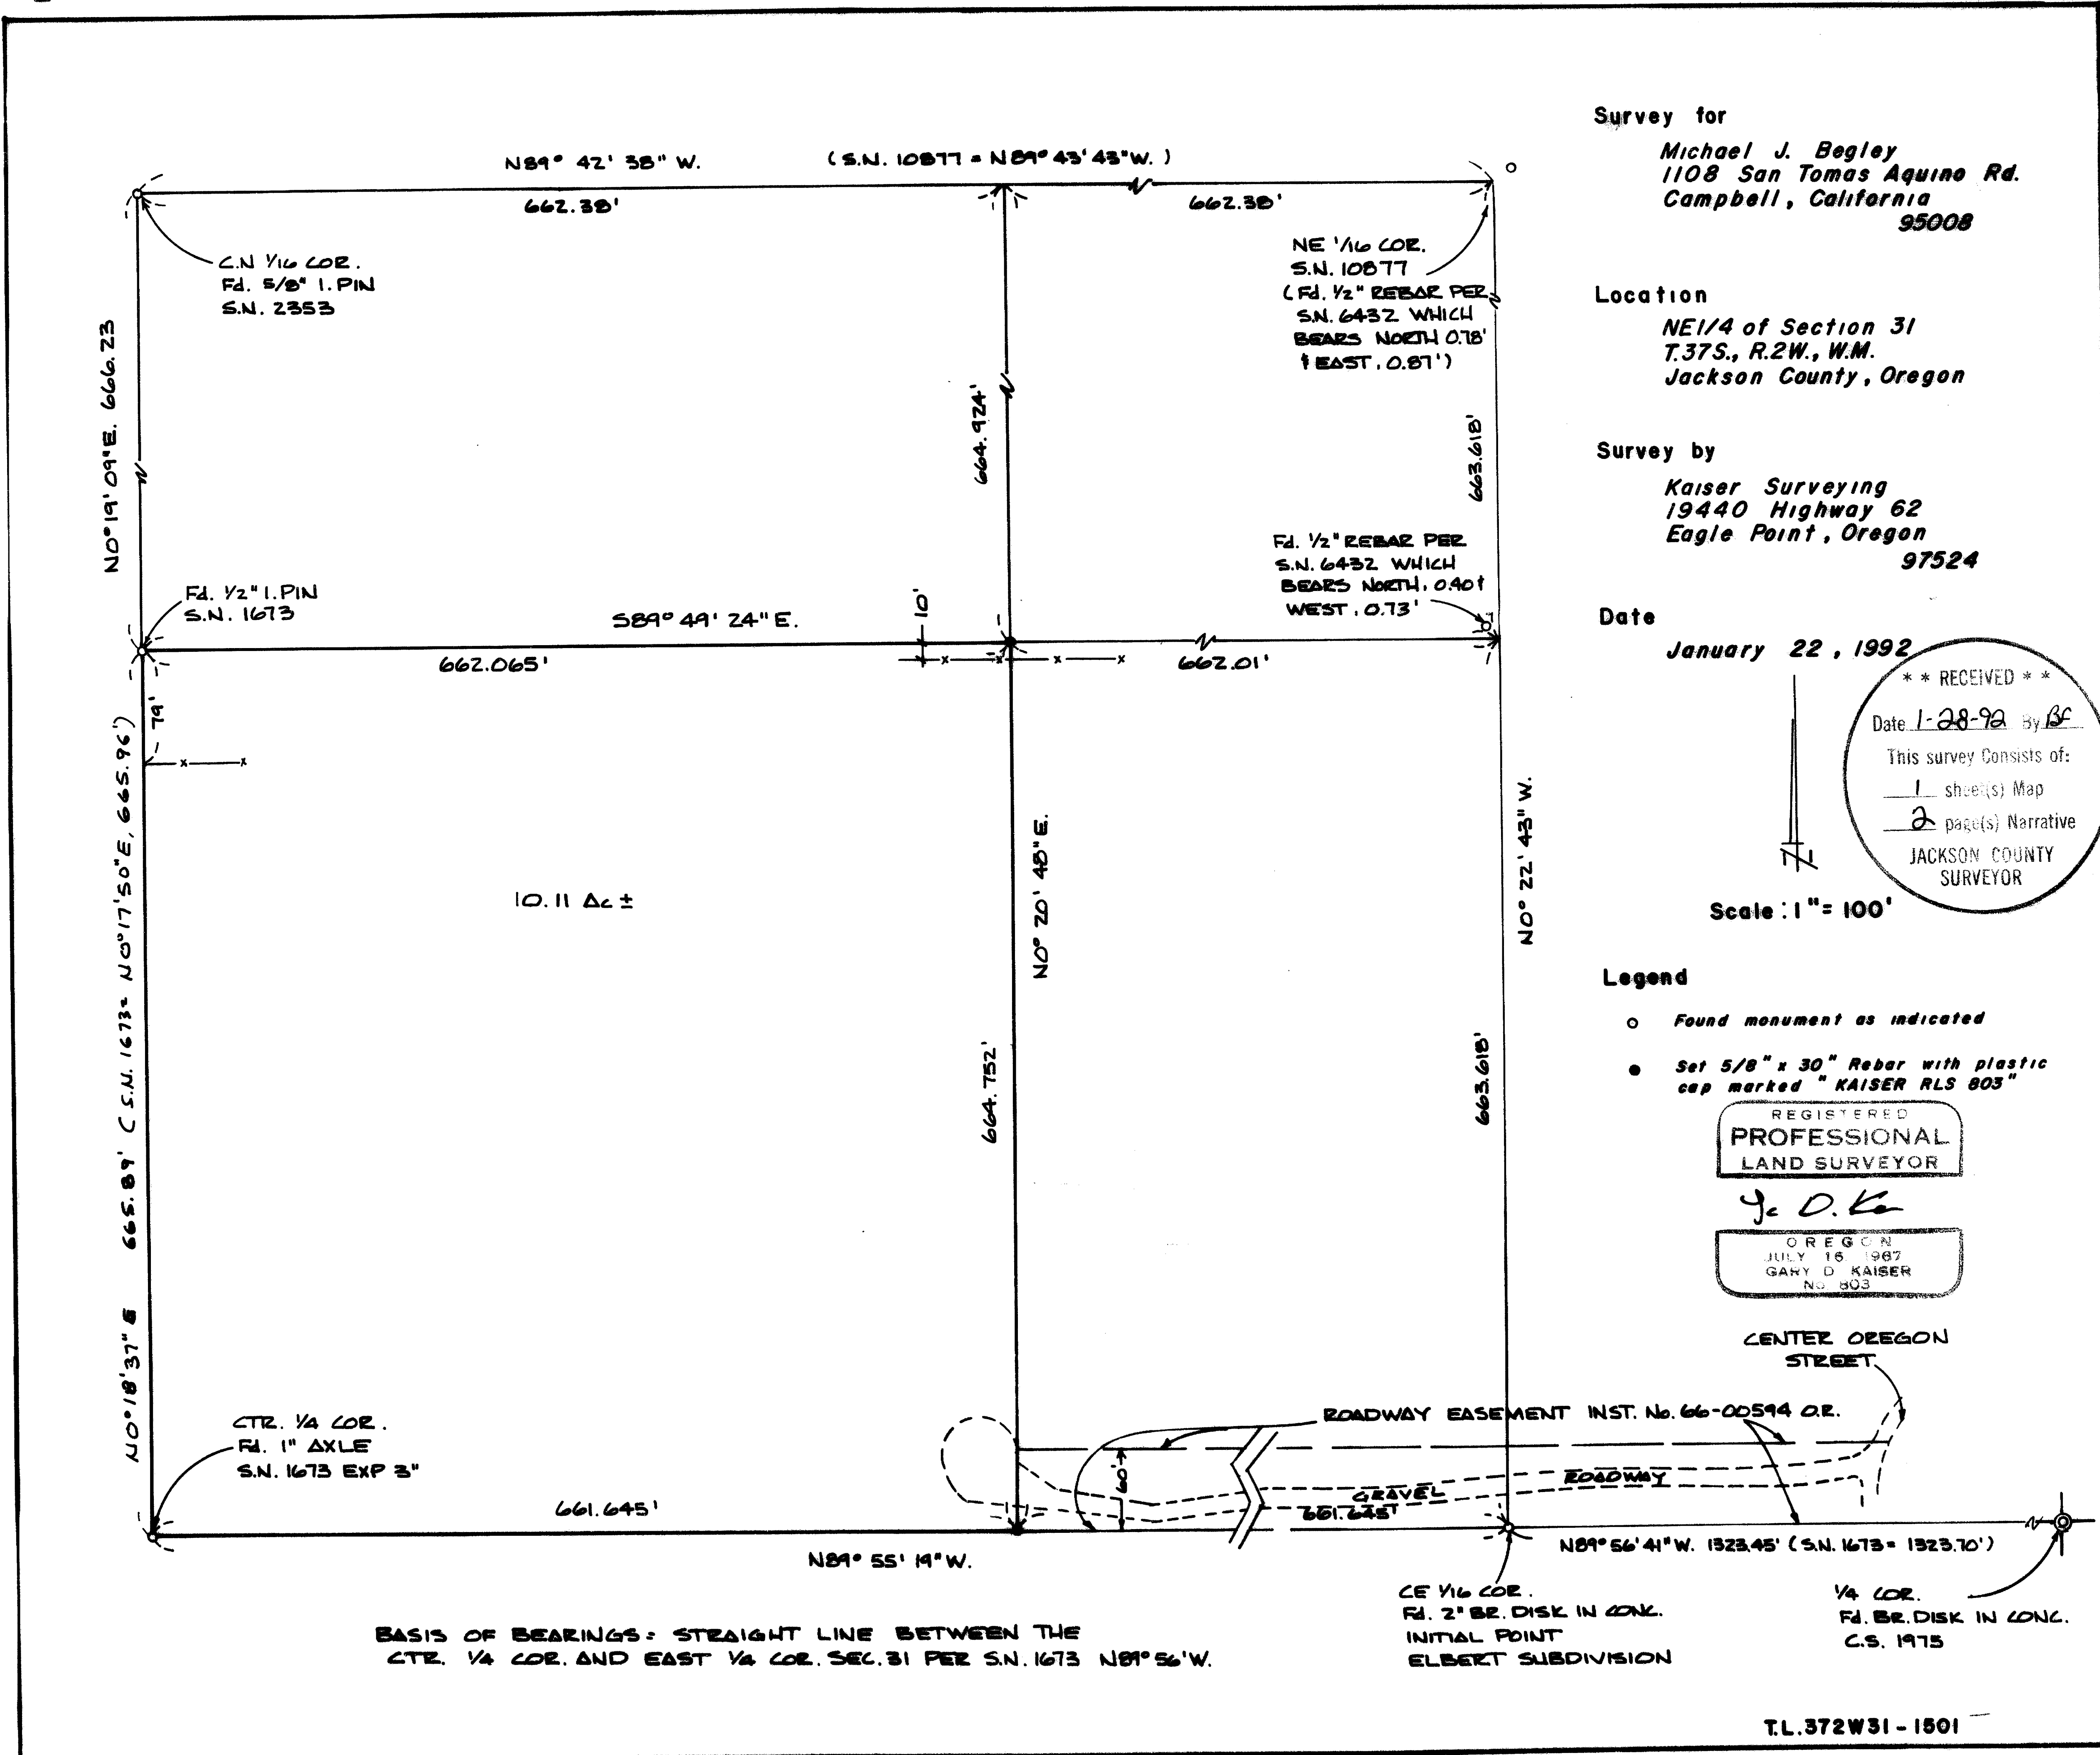 N89° 42' 38" W.
(S.N. 10877 = N89° 43' 43" W.)
662.38'
662.38'
C.N 1/16 COR.
Fd. 5/8" I. PIN
S.N. 2353
NE 1/16 COR.
S.N. 10877
(Fd. 1/2" REBAR PER
S.N. 6432 WHICH
BEARS NORTH 0.78'
& EAST, 0.87')
N0° 19' 09" E. 666.23
664.924'
663.618'
Fd. 1/2" I. PIN
S.N. 1673
Fd. 1/2" REBAR PER
S.N. 6432 WHICH
BEARS NORTH, 0.40 &
WEST, 0.73'
S89° 49' 24" E.
10'
662.065'
662.01'
79'
N0° 18' 37" E 665.89' (S.N. 1673 = N0° 17' 50" E, 665.96')
10.11 Ac ±
N0° 20' 48" E.
664.752'
N0° 22' 43" W.
663.618'
CTR. 1/4 COR.
Fd. 1" AXLE
S.N. 1673 EXP 3"
661.645'
N89° 55' 19" W.
CENTER OREGON
STREET
ROADWAY EASEMENT INST. No. 66-00594 O.R.
60'
GRAVEL ROADWAY
661.645'
N89° 56' 41" W. 1323.45' (S.N. 1673 = 1323.70')
CE 1/16 COR.
Fd. 2" BR. DISK IN CONC.
INITIAL POINT
ELBERT SUBDIVISION
1/4 COR.
Fd. BR. DISK IN CONC.
C.S. 1975
BASIS OF BEARINGS: STRAIGHT LINE BETWEEN THE
CTR. 1/4 COR. AND EAST 1/4 COR. SEC. 31 PER S.N. 1673 N89° 56' W.
Survey for
Michael J. Begley
1108 San Tomas Aquino Rd.
Campbell, California
95008
Location
NE1/4 of Section 31
T.37S., R.2W., W.M.
Jackson County, Oregon
Survey by
Kaiser Surveying
19440 Highway 62
Eagle Point, Oregon
97524
Date
January 22, 1992
* * RECEIVED * *
Date 1-28-92 By BF
This survey Consists of:
1 sheet(s) Map
2 page(s) Narrative
JACKSON COUNTY
SURVEYOR
N
Scale: 1" = 100'
Legend
Found monument as indicated
Set 5/8" x 30" Rebar with plastic
cap marked "KAISER RLS 803"
REGISTERED
PROFESSIONAL
LAND SURVEYOR
OREGON
JULY 16 1967
GARY D KAISER
No 803
T.L.372W31-1501